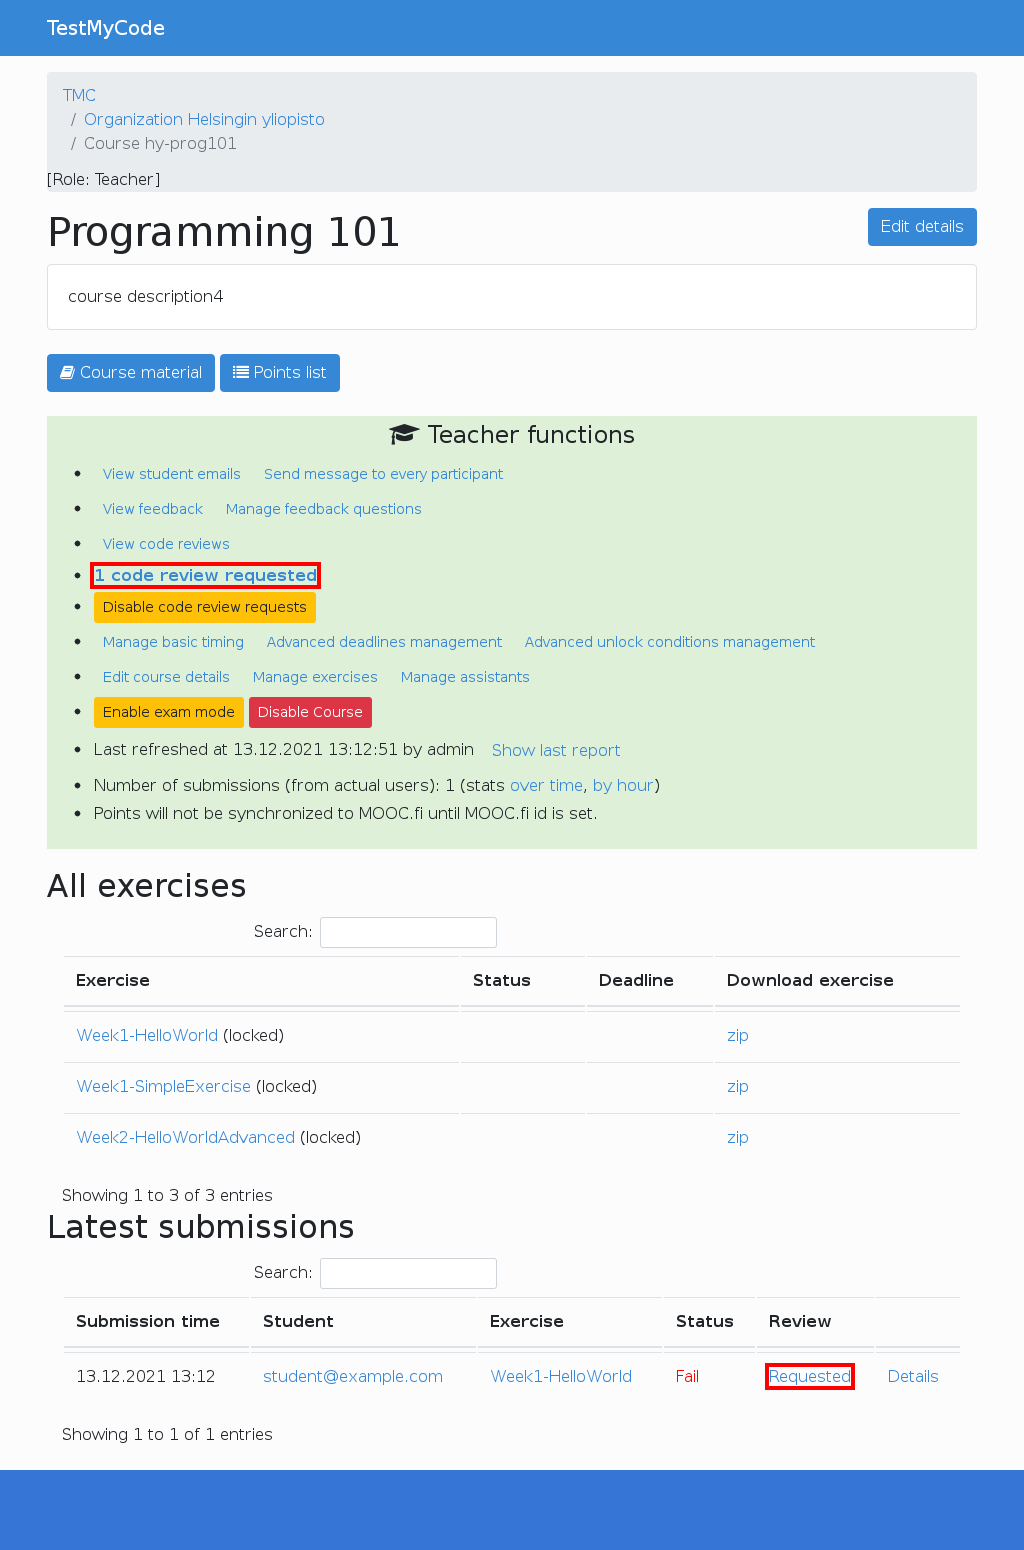 TestMyCode
TMC
/ Organization Helsingin yliopisto
/ Course hy-prog101
[Role: Teacher]
Programming 101
Edit details
course description4
Course material Points list
Teacher functions
• View student emails Send message to every participant
• View feedback Manage feedback questions
• View code reviews
• 1 code review requested
• Disable code review requests
• Manage basic timing Advanced deadlines management Advanced unlock conditions management
• Edit course details Manage exercises Manage assistants
• Enable exam mode Disable Course
• Last refreshed at 13.12.2021 13:12:51 by admin Show last report
• Number of submissions (from actual users): 1 (stats over time, by hour)
• Points will not be synchronized to MOOC.fi until MOOC.fi id is set.
All exercises
Search:
Exercise Status Deadline Download exercise
Week1-HelloWorld (locked) zip
Week1-SimpleExercise (locked) zip
Week2-HelloWorldAdvanced (locked) zip
Showing 1 to 3 of 3 entries
Latest submissions
Search:
Submission time Student Exercise Status Review
13.12.2021 13:12 student@example.com Week1-HelloWorld Fail Requested Details
Showing 1 to 1 of 1 entries